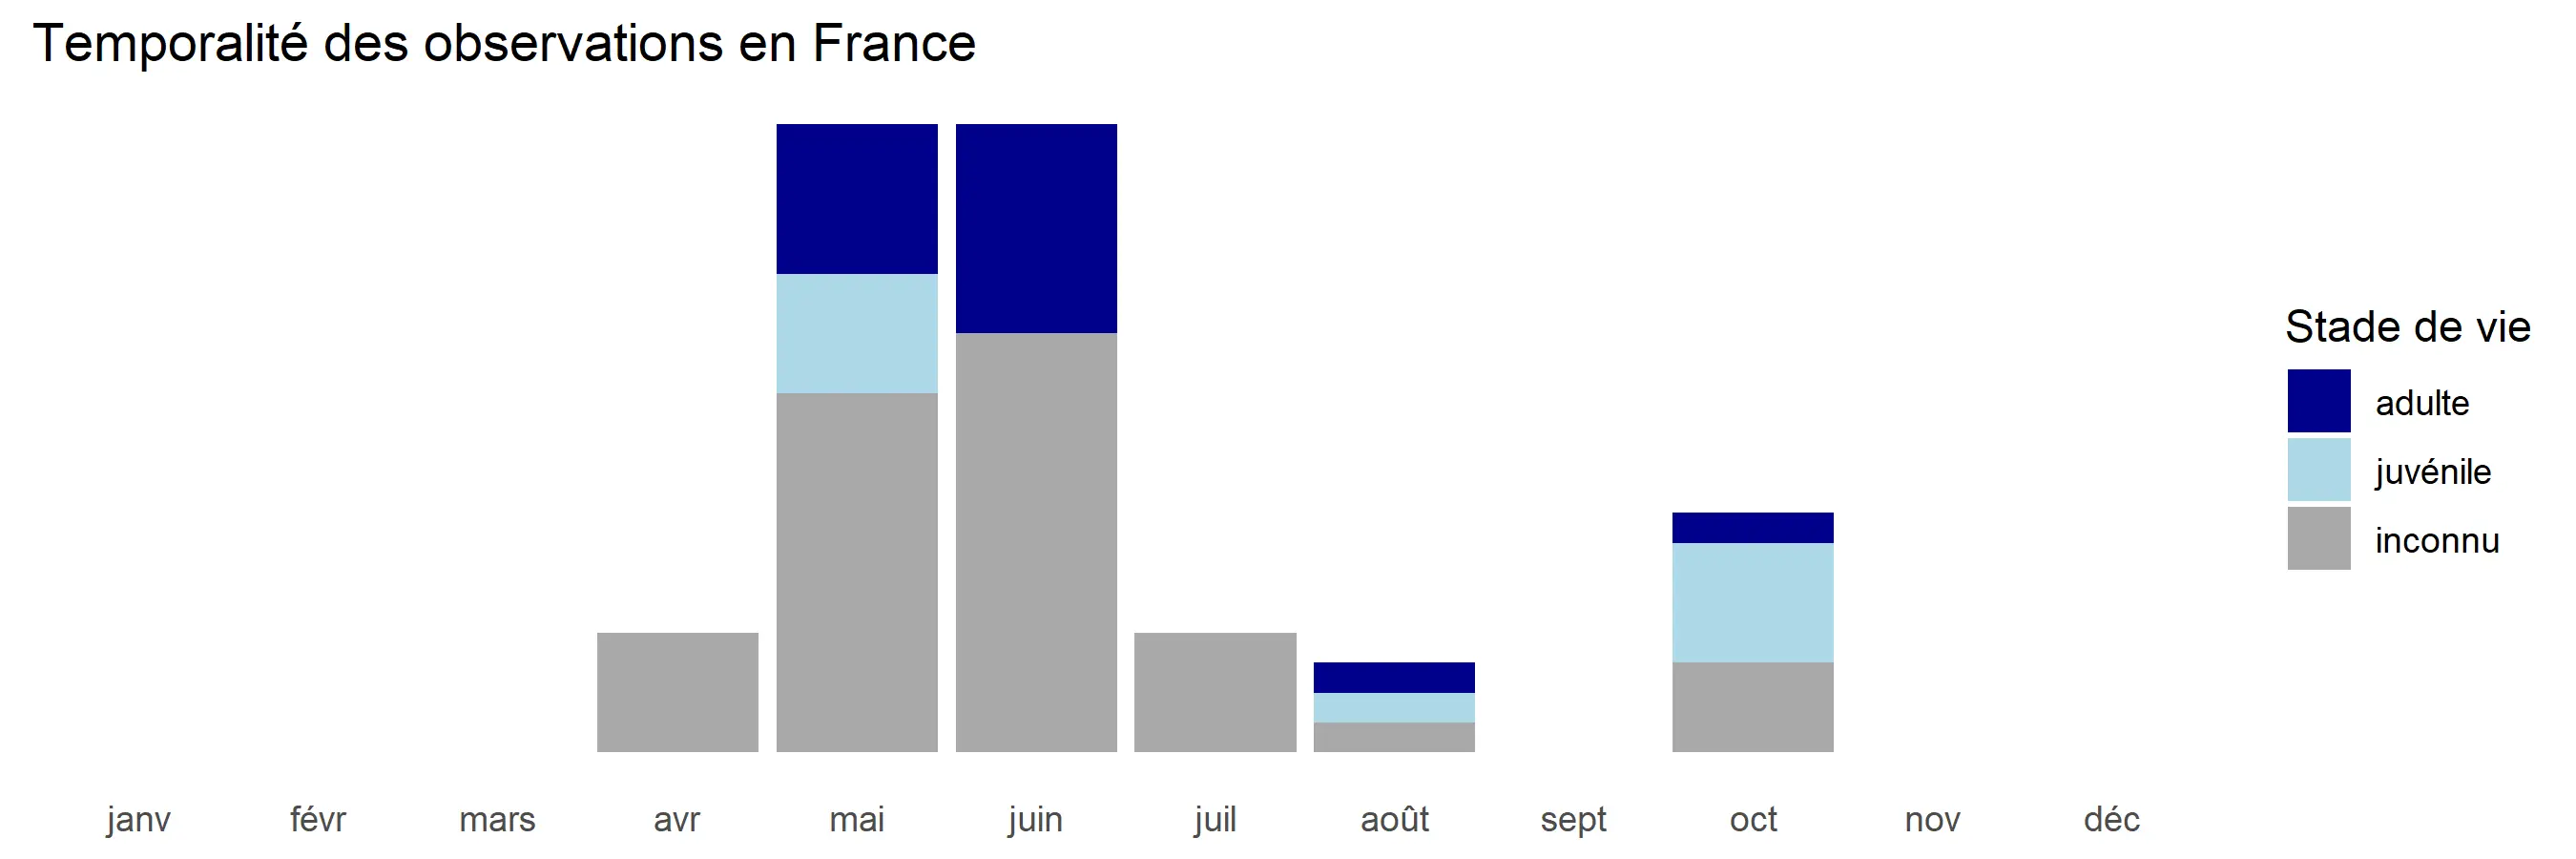 Temporalité des observations en France
Stade de vie
adulte
juvénile
inconnu
janv févr mars avr mai juin juil août sept oct nov déc